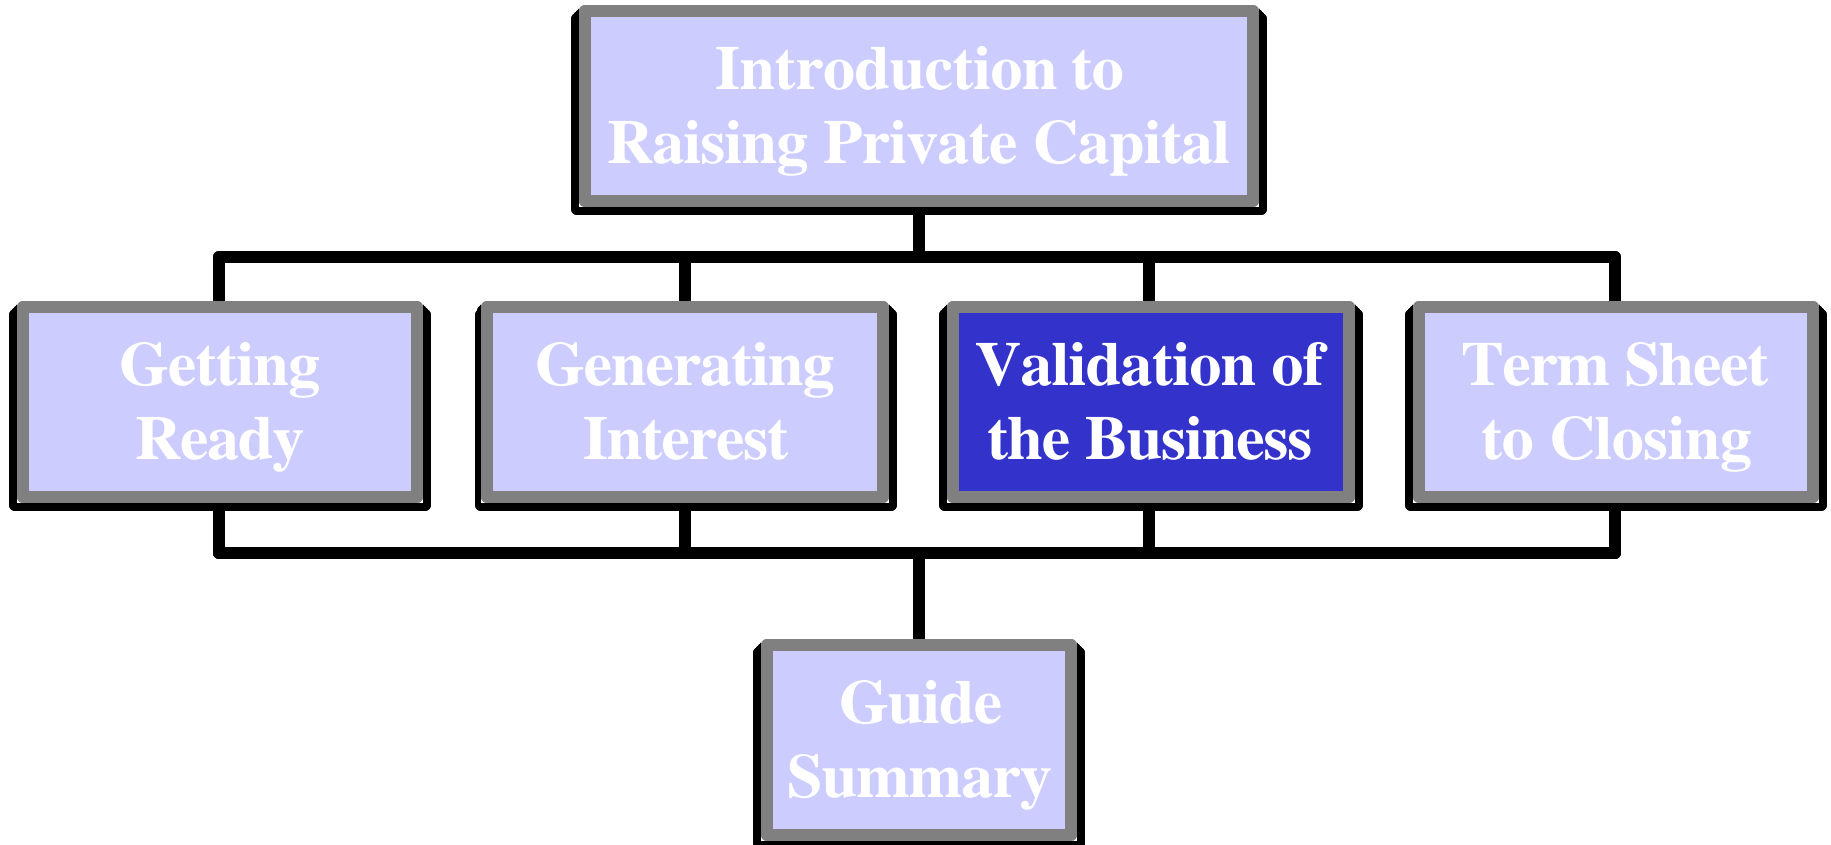 Introduction to
Raising Private Capital
Getting
Ready
Generating
Interest
Validation of
the Business
Term Sheet
to Closing
Guide
Summary